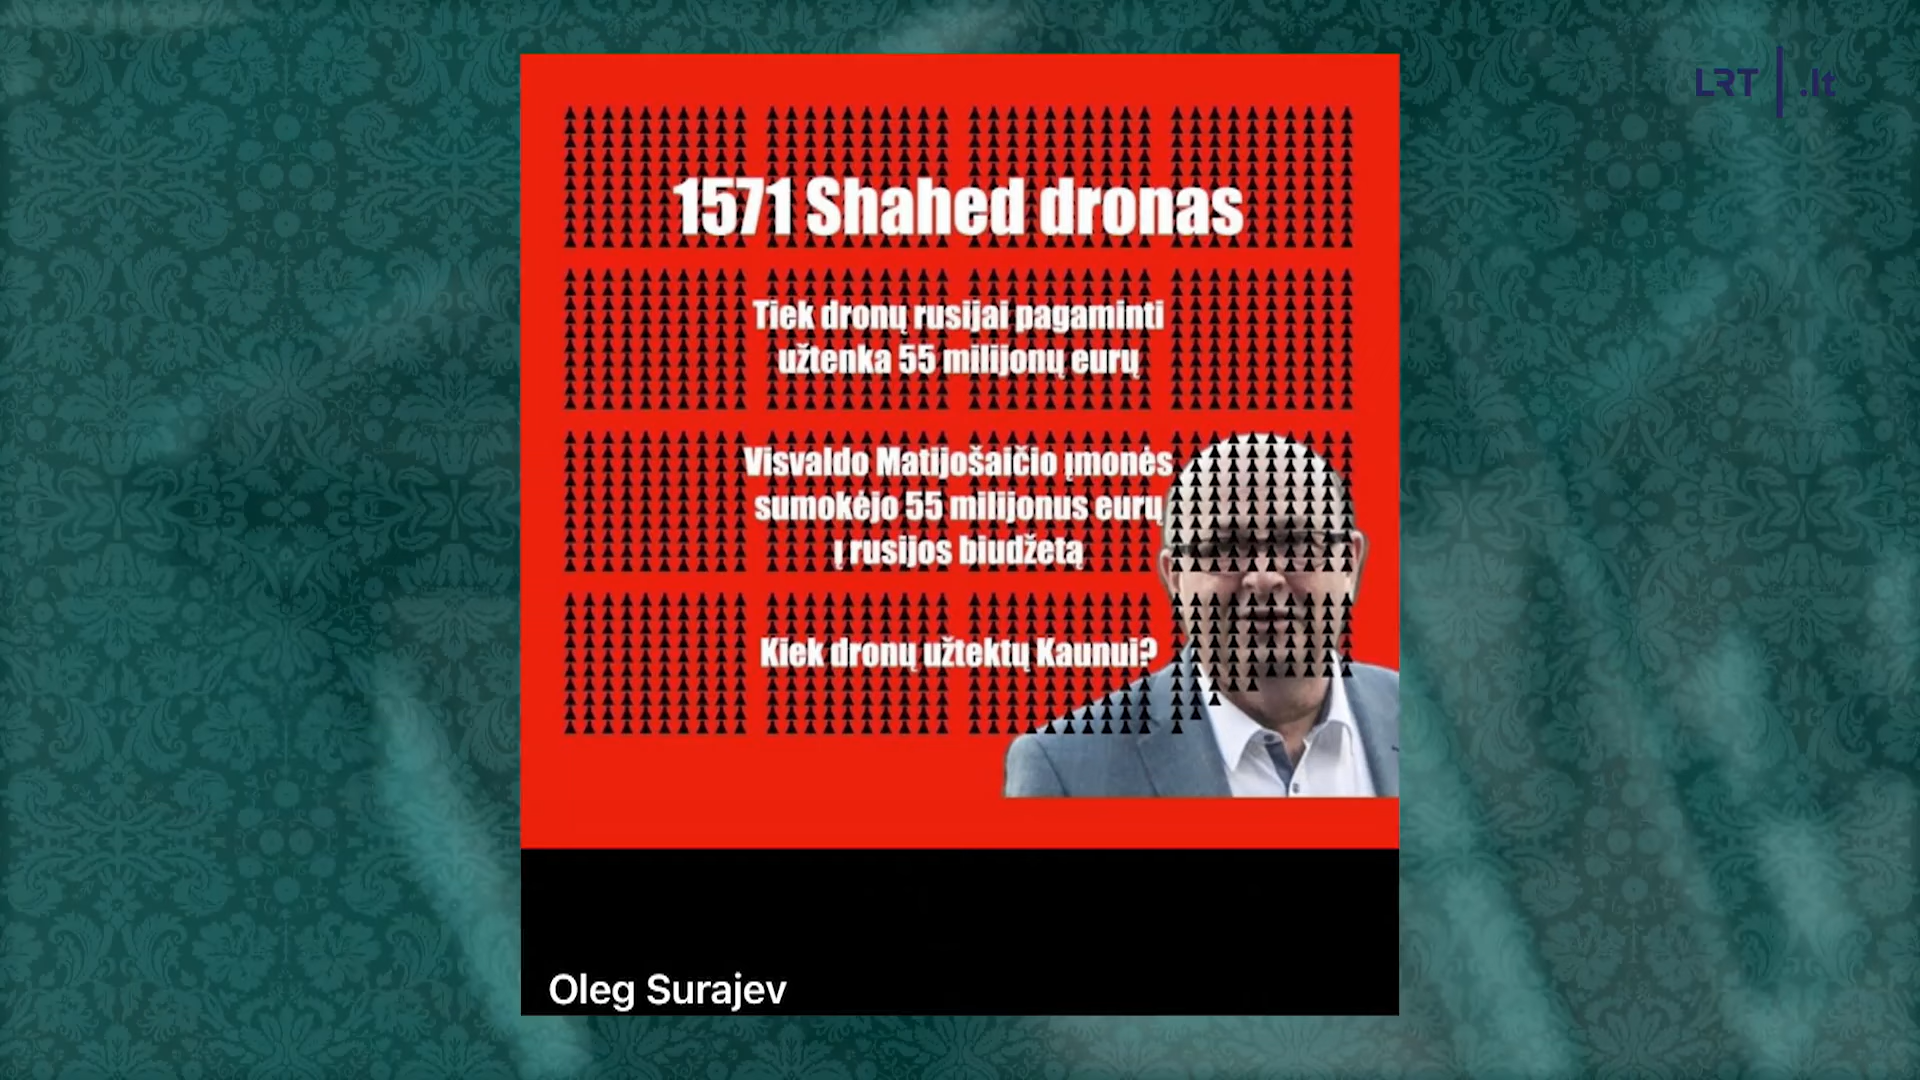 LRT | .lt
1571 Shahed dronas
Tiek dronų rusijai pagaminti
užtenka 55 milijonų eurų
Visvaldo Matijošaičio įmonės
sumokėjo 55 milijonus eurų
į rusijos biudžetą
Kiek dronų užtektų Kaunui?
Oleg Surajev